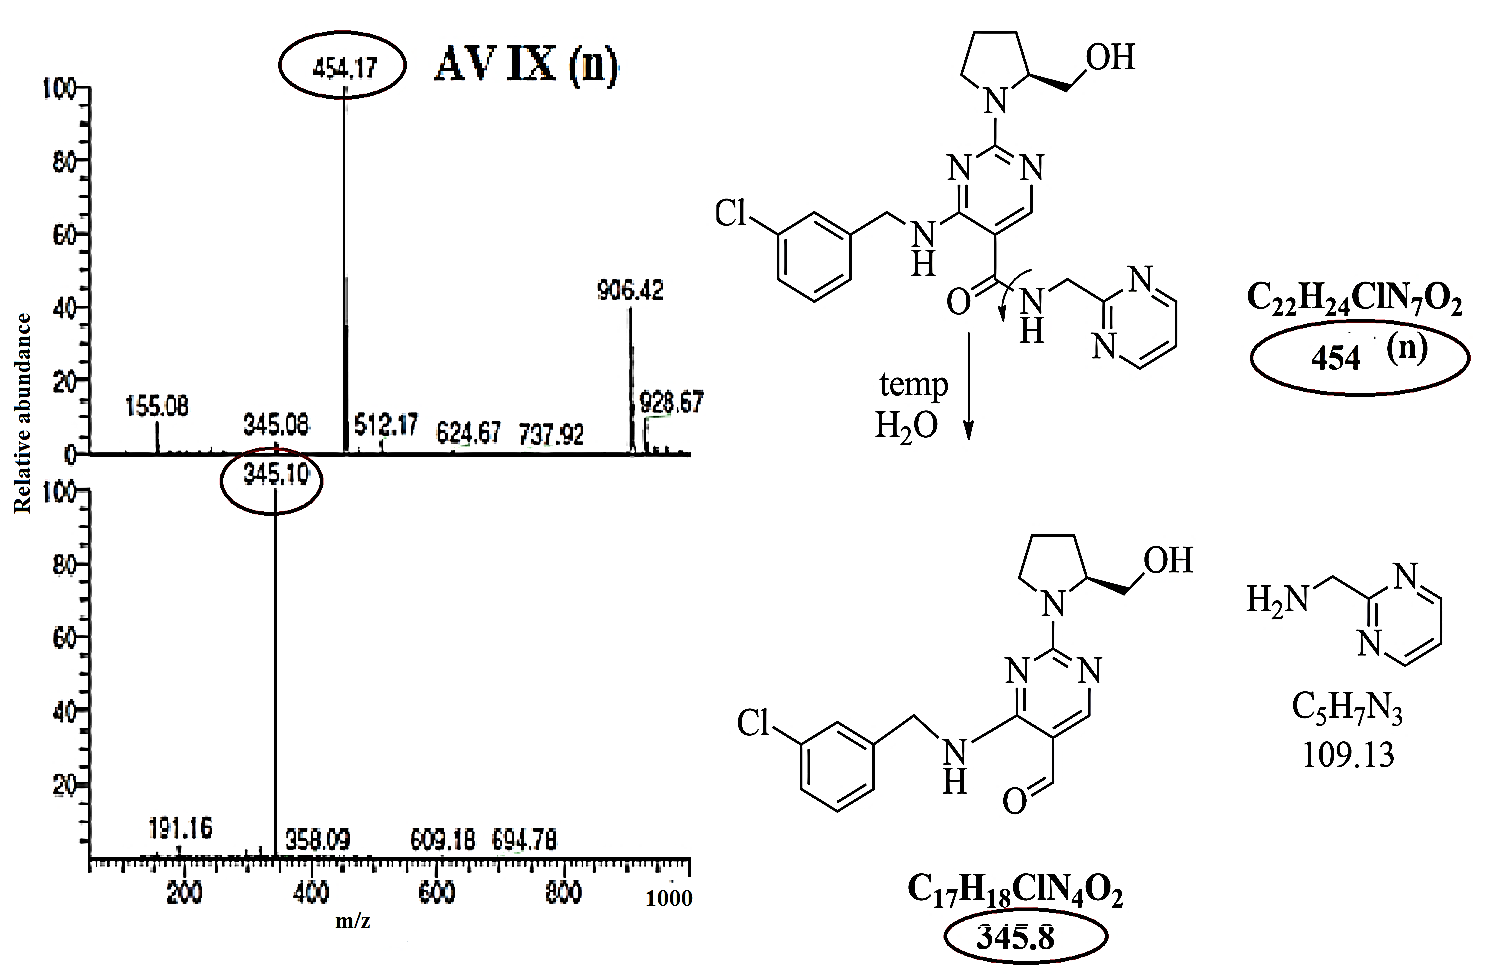 454.17
AV IX (n)
100
80
60
40
20
0
906.42
155.08
345.08
512.17
624.67
737.92
928.67
345.10
100
80
60
40
20
191.16
358.09
609.18
694.78
200
400
600
800
1000
m/z
Relative abundance
OH
N
N
N
Cl
N
H
O
N
H
N
N
C22H24ClN7O2
454 (n)
temp
H2O
OH
N
N
N
Cl
N
H
O
H2N
N
N
C5H7N3
109.13
C17H18ClN4O2
345.8